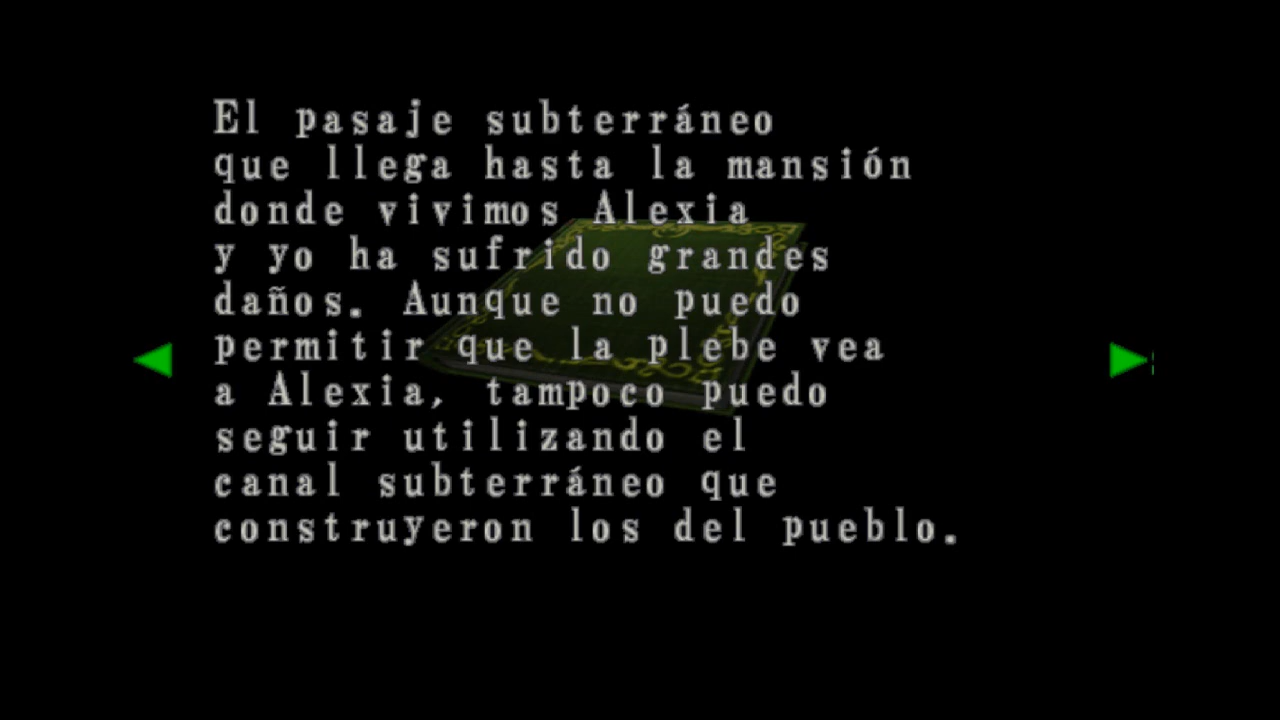 El pasaje subterráneo
que llega hasta la mansión
donde vivimos Alexia
y yo ha sufrido grandes
daños. Aunque no puedo
permitir que la plebe vea
a Alexia, tampoco puedo
seguir utilizando el
canal subterráneo que
construyeron los del pueblo.